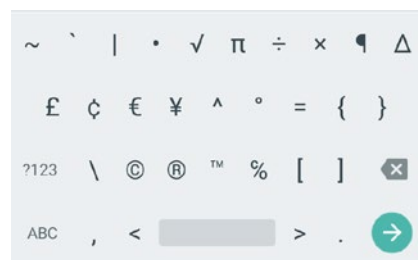 ~ ` | • √ π ÷ × ¶ ∆
£ ¢ € ¥ ^ ° = { }
?123 \ © ® ™ ℅ [ ]
ABC , < > .